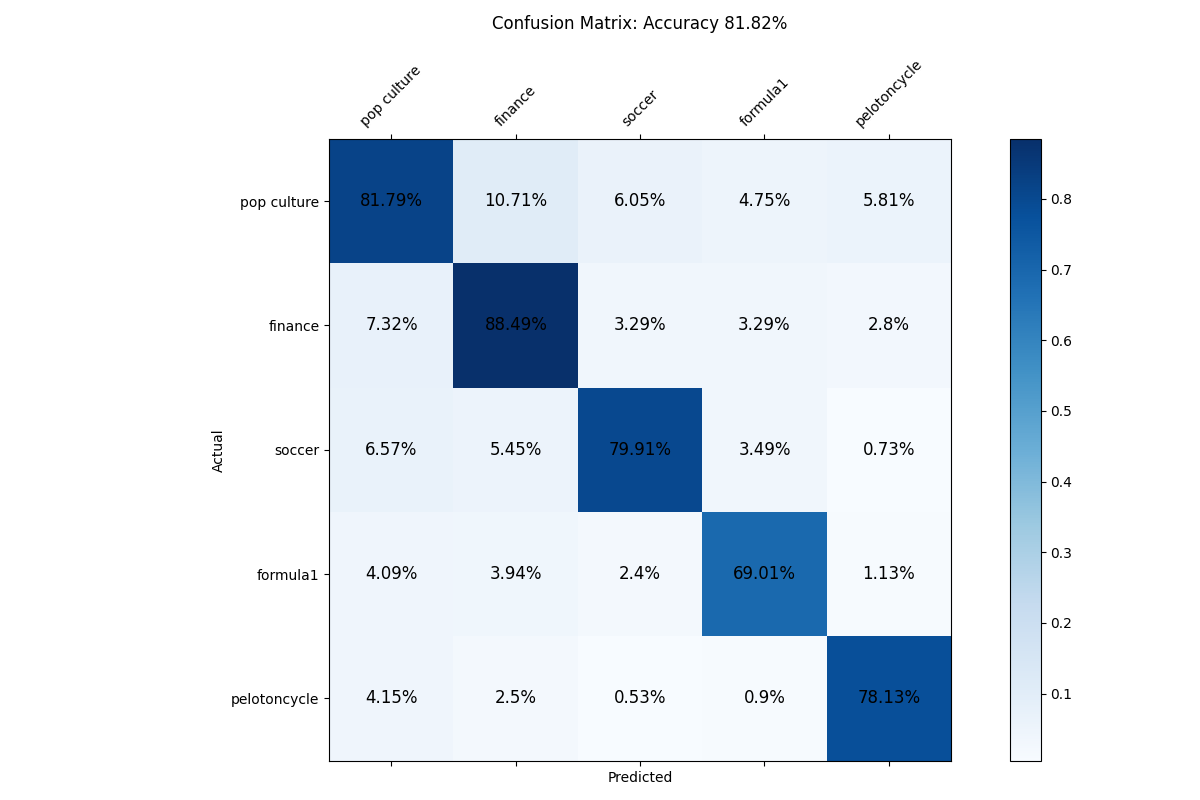 Confusion Matrix: Accuracy 81.82%
pop culture
finance
soccer
formula1
pelotoncycle
pop culture 81.79% 10.71% 6.05% 4.75% 5.81%
finance 7.32% 88.49% 3.29% 3.29% 2.8%
soccer 6.57% 5.45% 79.91% 3.49% 0.73%
formula1 4.09% 3.94% 2.4% 69.01% 1.13%
pelotoncycle 4.15% 2.5% 0.53% 0.9% 78.13%
Actual
Predicted
0.8
0.7
0.6
0.5
0.4
0.3
0.2
0.1